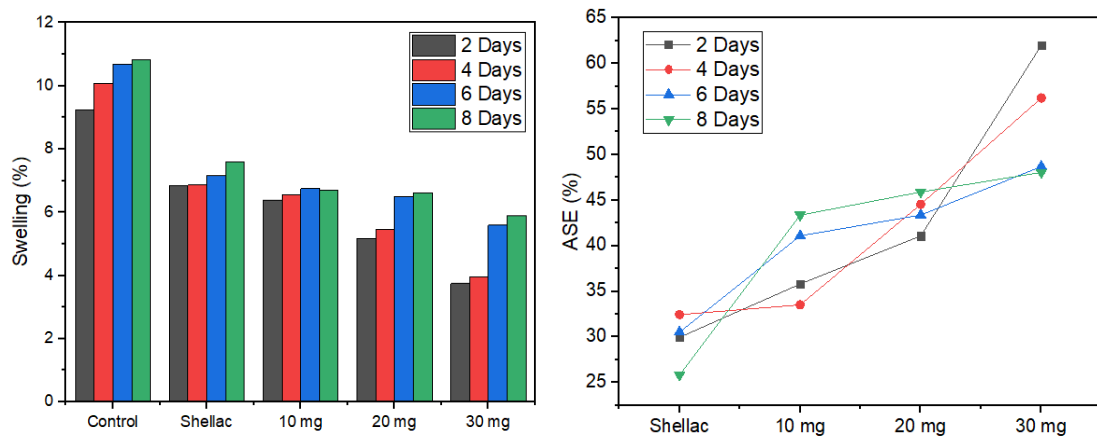 12
10
8
6
4
2
0
Swelling (%)
2 Days
4 Days
6 Days
8 Days
Control
Shellac
10 mg
20 mg
30 mg
65
60
55
50
45
40
35
30
25
ASE (%)
2 Days
4 Days
6 Days
8 Days
Shellac
10 mg
20 mg
30 mg